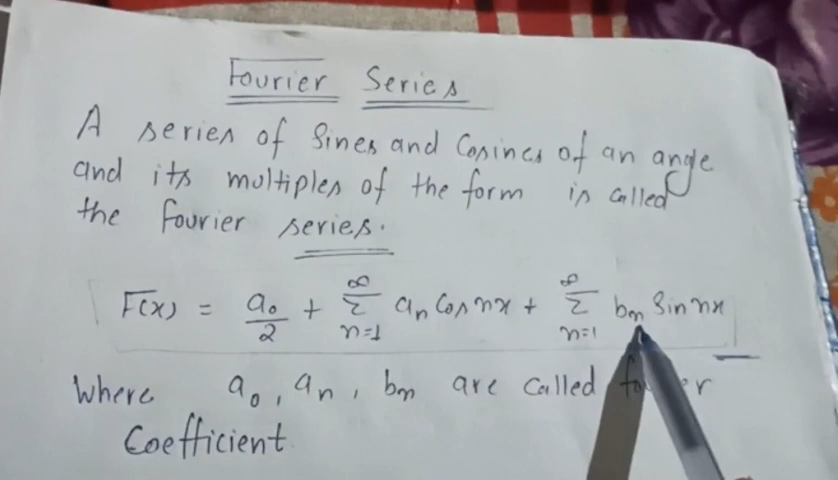 Fourier Series
A series of Sines and Cosines of an angle
and its multiples of the form is called
the fourier series.
F(x) = a₀/2 + ∞Σn=1 aₙ Cos nx + ∞Σn=1 bₙ Sin nx
Where a₀, aₙ, bₙ are called
Coefficient